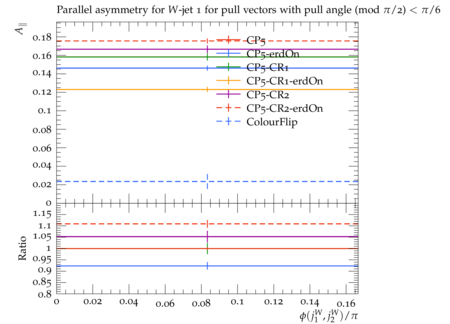 Parallel asymmetry for W-jet 1 for pull vectors with pull angle (mod π/2) < π/6
A∥
0.18
0.16
0.14
0.12
0.1
0.08
0.06
0.04
0.02
0
CP5
CP5-erdOn
CP5-CR1
CP5-CR1-erdOn
CP5-CR2
CP5-CR2-erdOn
ColourFlip
Ratio
1.15
1.1
1.05
1
0.95
0.9
0.85
0.8
0 0.02 0.04 0.06 0.08 0.1 0.12 0.14 0.16
ϕ(j₁ᵂ, j₂ᵂ)/π